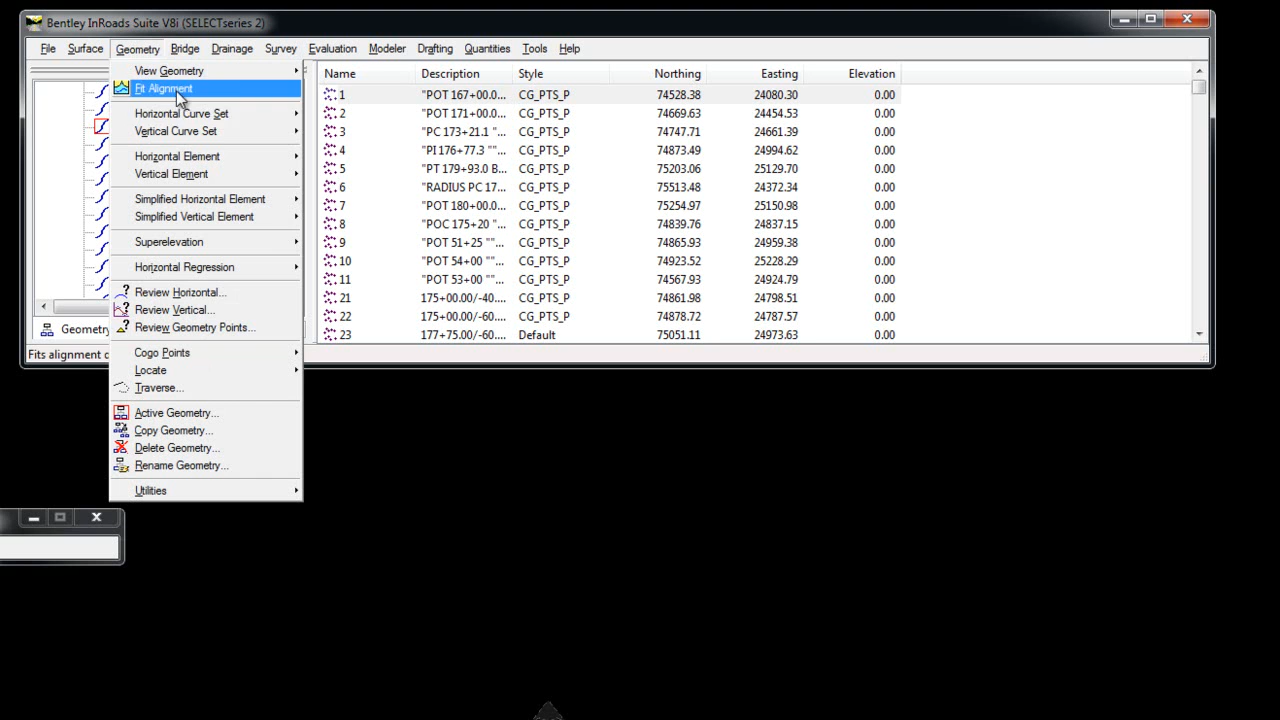 Bentley InRoads Suite V8i (SELECTseries 2)
File Surface Geometry Bridge Drainage Survey Evaluation Modeler Drafting Quantities Tools Help
View Geometry
Fit Alignment
Horizontal Curve Set
Vertical Curve Set
Horizontal Element
Vertical Element
Simplified Horizontal Element
Simplified Vertical Element
Superelevation
Horizontal Regression
Review Horizontal...
Review Vertical...
Review Geometry Points...
Cogo Points
Locate
Traverse...
Active Geometry...
Copy Geometry...
Delete Geometry...
Rename Geometry...
Utilities
Name Description Style Northing Easting Elevation
1 "POT 167+00.0... CG_PTS_P 74528.38 24080.30 0.00
2 "POT 171+00.0... CG_PTS_P 74669.63 24454.53 0.00
3 "PC 173+21.1 "... CG_PTS_P 74747.71 24661.39 0.00
4 "PI 176+77.3 ""... CG_PTS_P 74873.49 24994.62 0.00
5 "PT 179+93.0 B... CG_PTS_P 75203.06 25129.70 0.00
6 "RADIUS PC 17... CG_PTS_P 75513.48 24372.34 0.00
7 "POT 180+00.0... CG_PTS_P 75254.97 25150.98 0.00
8 "POC 175+20 "... CG_PTS_P 74839.76 24837.15 0.00
9 "POT 51+25 ""... CG_PTS_P 74865.93 24959.38 0.00
10 "POT 54+00 ""... CG_PTS_P 74923.52 25228.29 0.00
11 "POT 53+00 ""... CG_PTS_P 74567.93 24924.79 0.00
21 175+00.00/-40.... CG_PTS_P 74861.98 24798.51 0.00
22 175+00.00/-60.... CG_PTS_P 74878.72 24787.57 0.00
23 177+75.00/-60.... Default 75051.11 24973.63 0.00
Geometry
Fits alignment